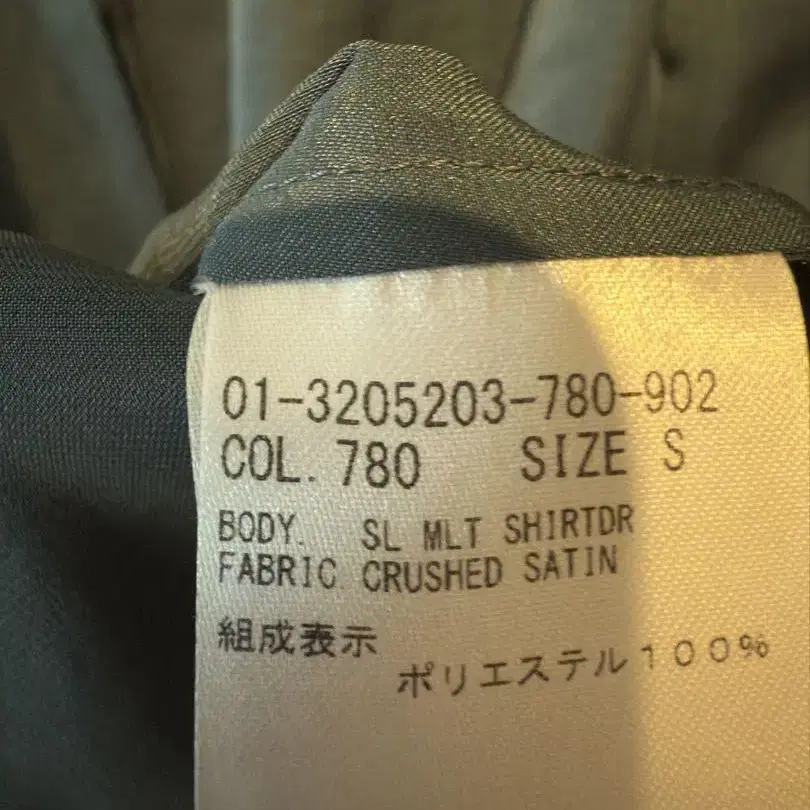 01-3205203-780-902
COL. 780 SIZE S
BODY. SL MLT SHIRTDR
FABRIC CRUSHED SATIN
組成表示
ポリエステル１００％